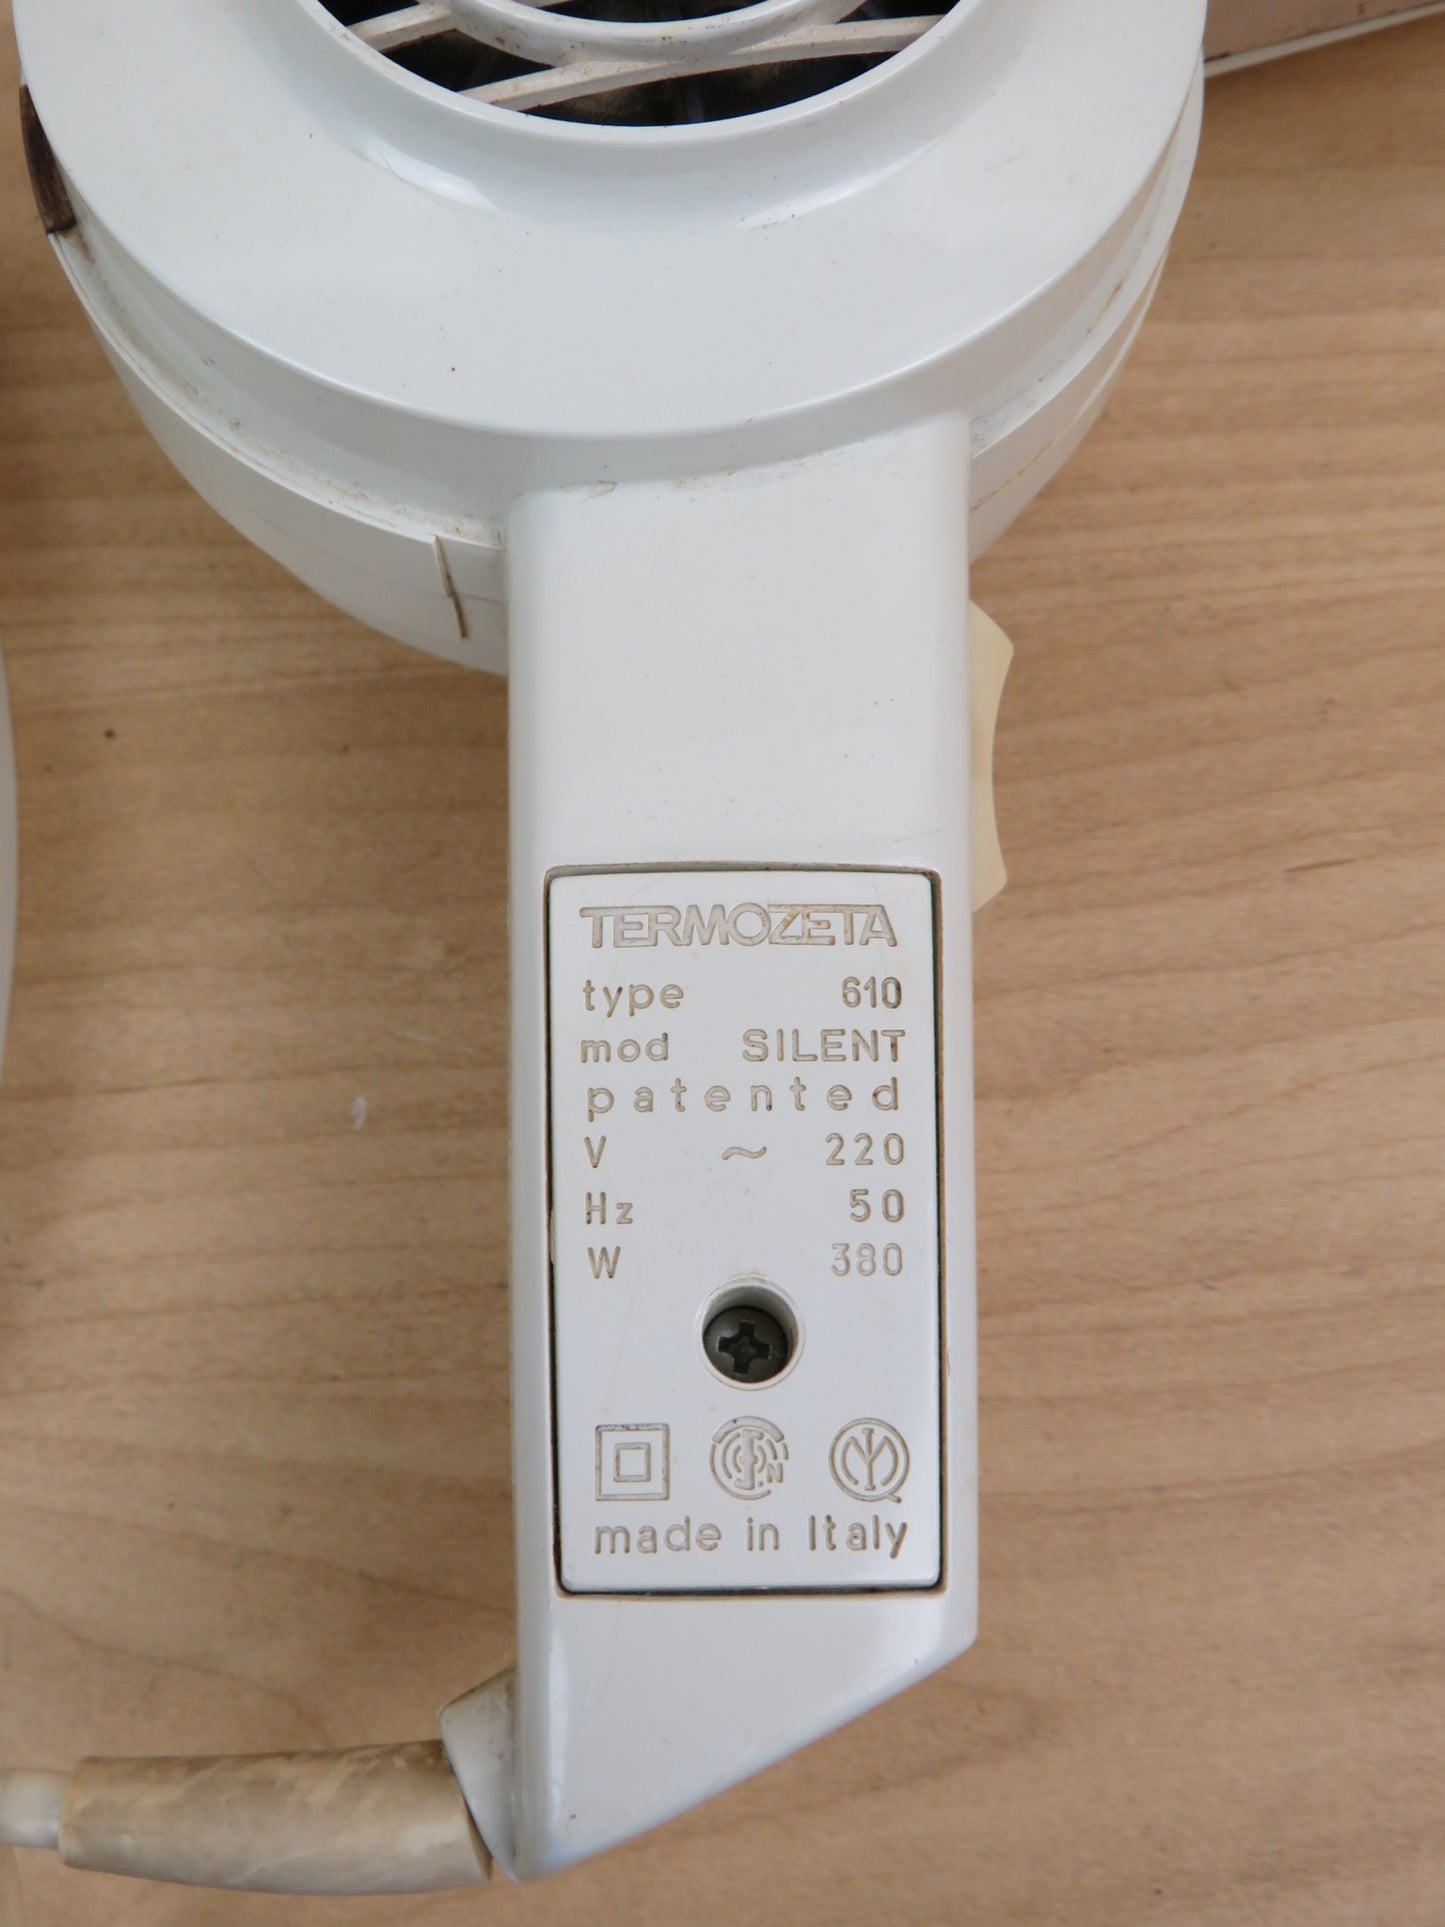 TERMOZETA
type 610
mod SILENT
patented
V ~ 220
Hz 50
W 380
made in Italy